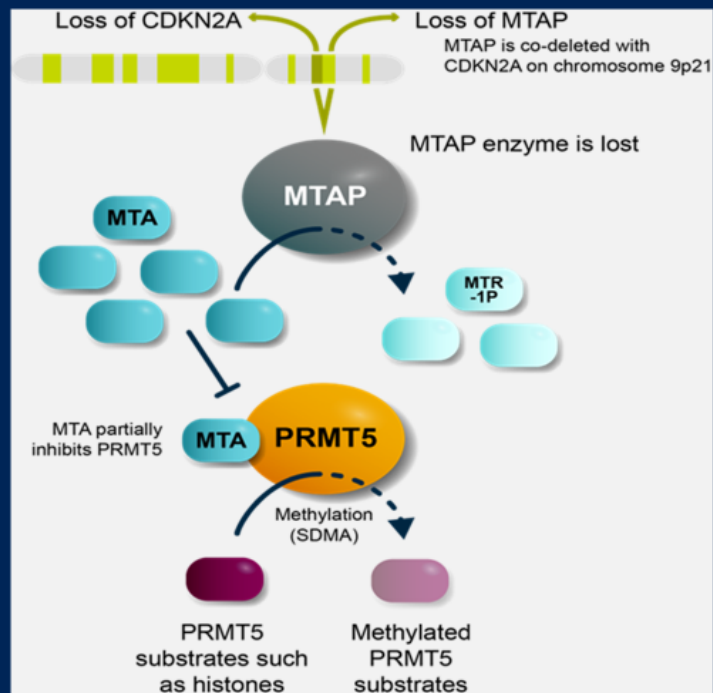 Loss of CDKN2A
Loss of MTAP
MTAP is co-deleted with
CDKN2A on chromosome 9p21
MTAP enzyme is lost
MTAP
MTA
MTR
-1P
MTA partially
inhibits PRMT5
MTA
PRMT5
Methylation
(SDMA)
PRMT5
substrates such
as histones
Methylated
PRMT5
substrates